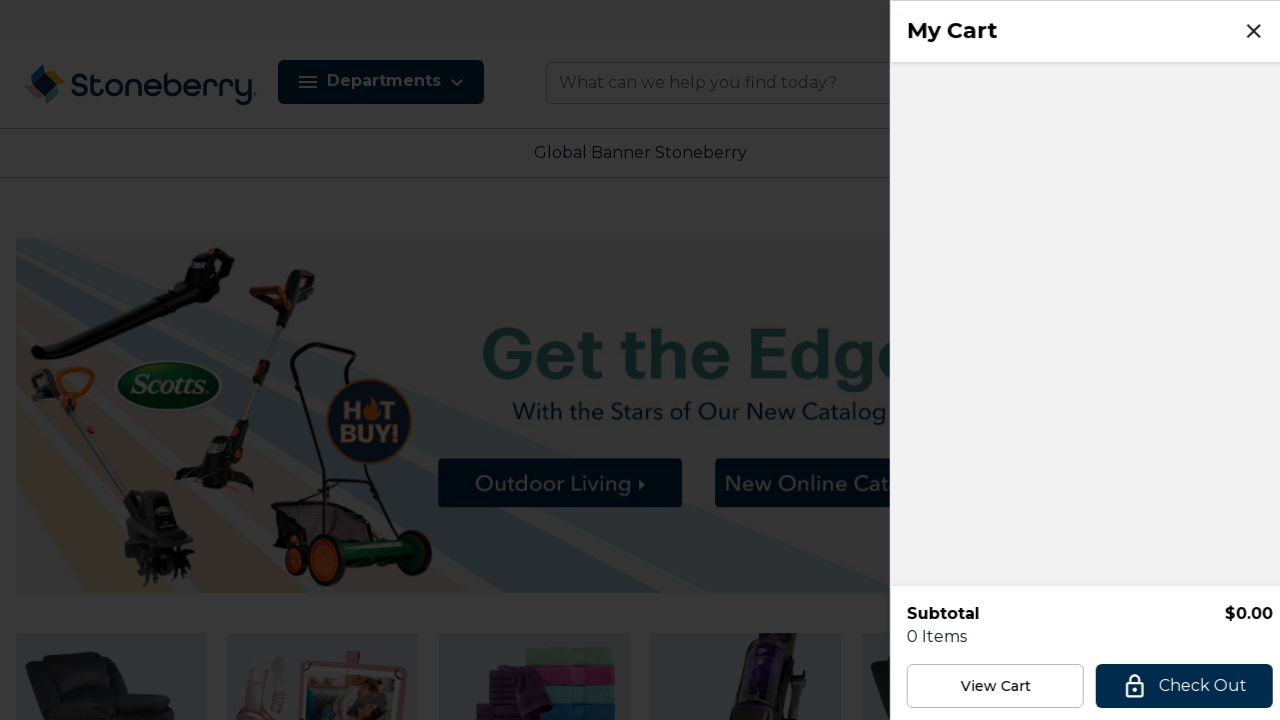 My Cart
Stoneberry
Departments
What can we help you find today?
Global Banner Stoneberry
Get the Edge
With the Stars of Our New Catalog
Scotts
HOT
BUY!
Outdoor Living
New Online Cat
Subtotal
$0.00
0 Items
View Cart
Check Out